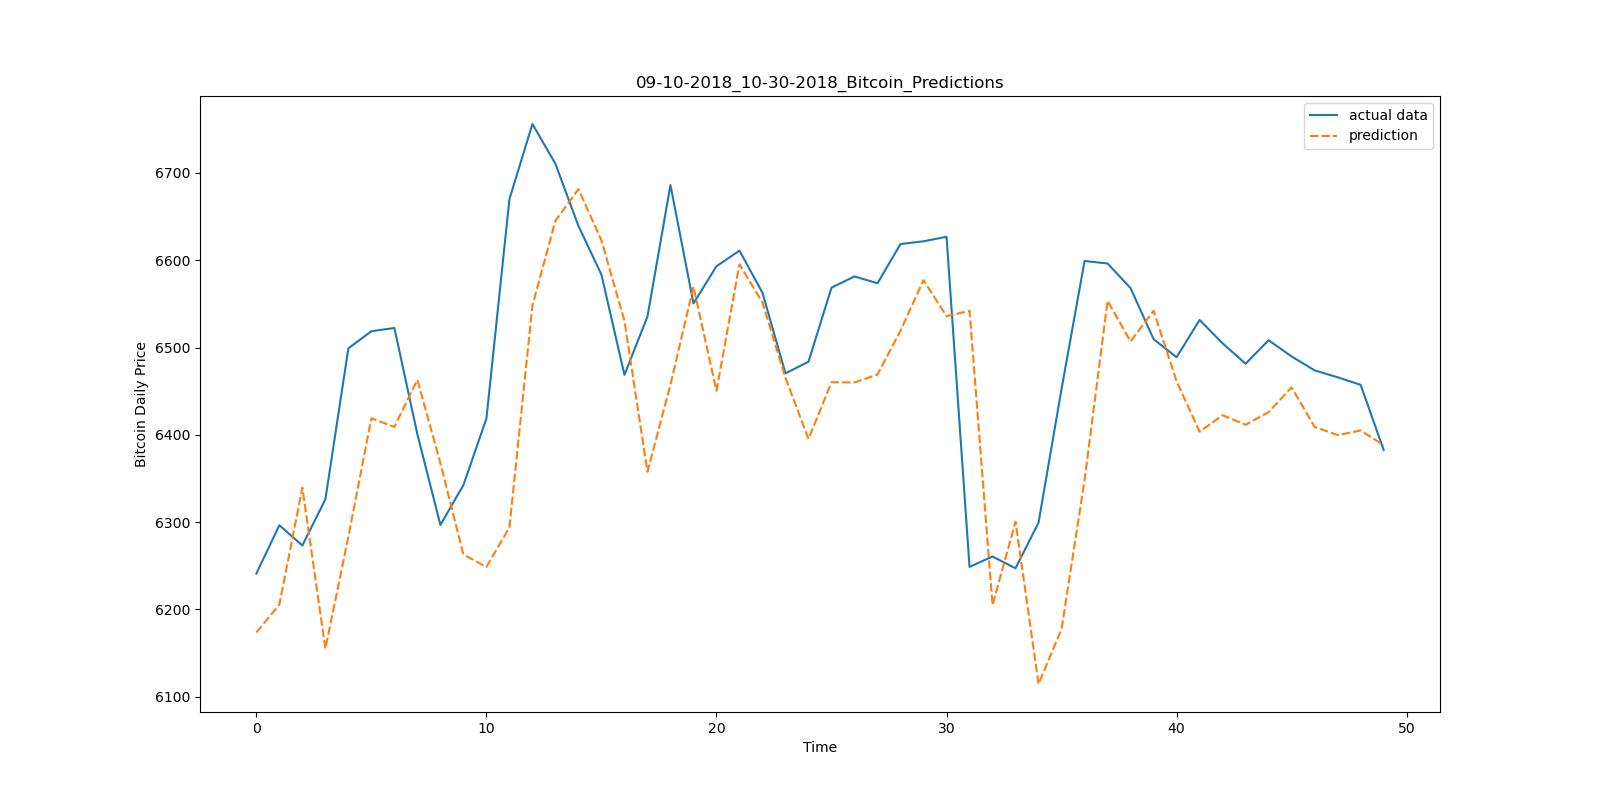 09-10-2018_10-30-2018_Bitcoin_Predictions
actual data
prediction
Bitcoin Daily Price
6700
6600
6500
6400
6300
6200
6100
0 10 20 30 40 50
Time